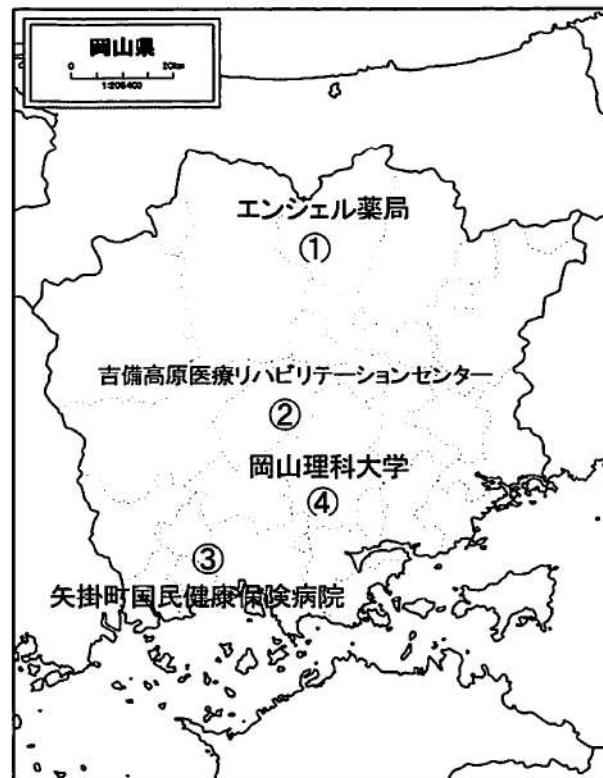 岡山県
0 20km
エンジェル薬局
①
吉備高原医療リハビリテーションセンター
②
岡山理科大学
④
③
矢掛町国民健康保険病院